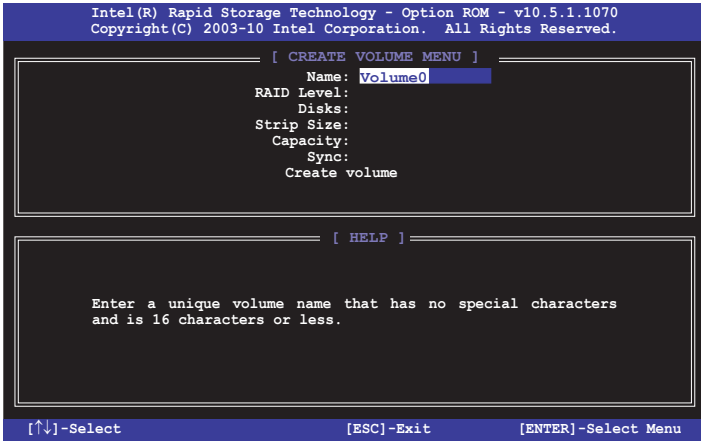 Intel(R) Rapid Storage Technology - Option ROM - v10.5.1.1070
Copyright(C) 2003-10 Intel Corporation. All Rights Reserved.
[ CREATE VOLUME MENU ]
Name: Volume0
RAID Level:
Disks:
Strip Size:
Capacity:
Sync:
Create volume
[ HELP ]
Enter a unique volume name that has no special characters
and is 16 characters or less.
[↑↓]-Select [ESC]-Exit [ENTER]-Select Menu